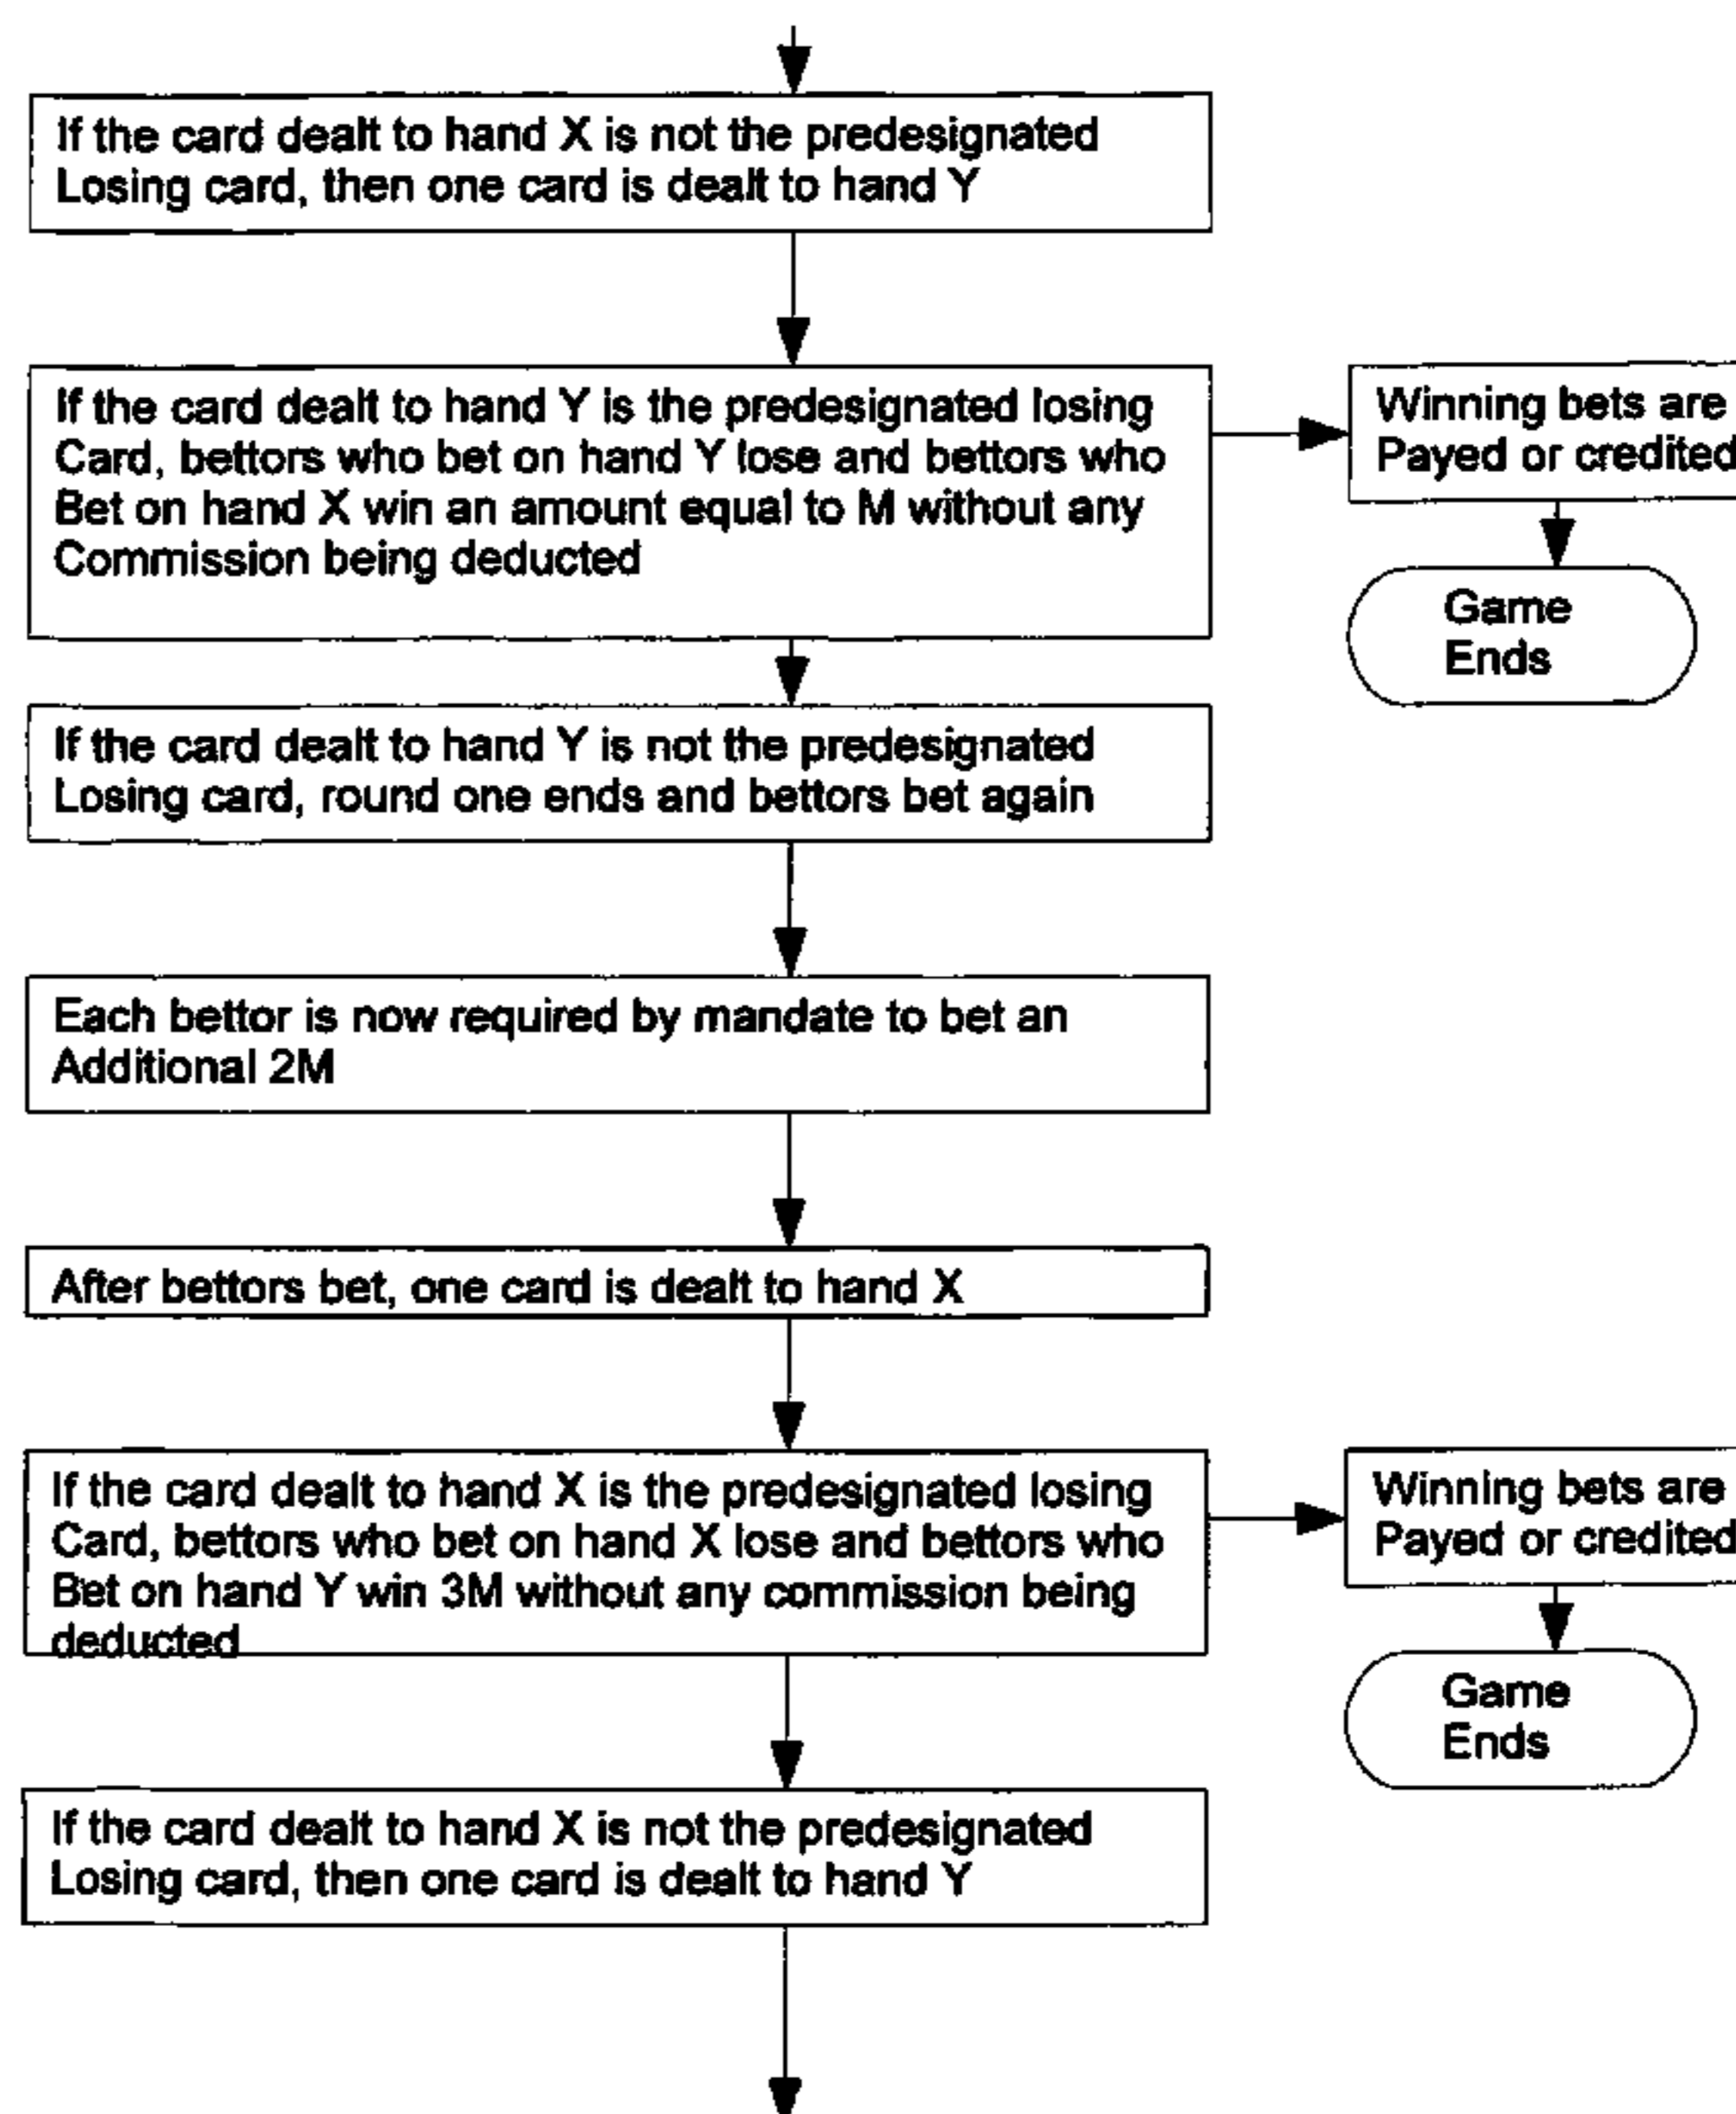 If the card dealt to hand X is not the predesignated
Losing card, then one card is dealt to hand Y
If the card dealt to hand Y is the predesignated losing
Card, bettors who bet on hand Y lose and bettors who
Bet on hand X win an amount equal to M without any
Commission being deducted
Winning bets are
Payed or credited
Game
Ends
If the card dealt to hand Y is not the predesignated
Losing card, round one ends and bettors bet again
Each bettor is now required by mandate to bet an
Additional 2M
After bettors bet, one card is dealt to hand X
If the card dealt to hand X is the predesignated losing
Card, bettors who bet on hand X lose and bettors who
Bet on hand Y win 3M without any commission being
deducted
Winning bets are
Payed or credited
Game
Ends
If the card dealt to hand X is not the predesignated
Losing card, then one card is dealt to hand Y